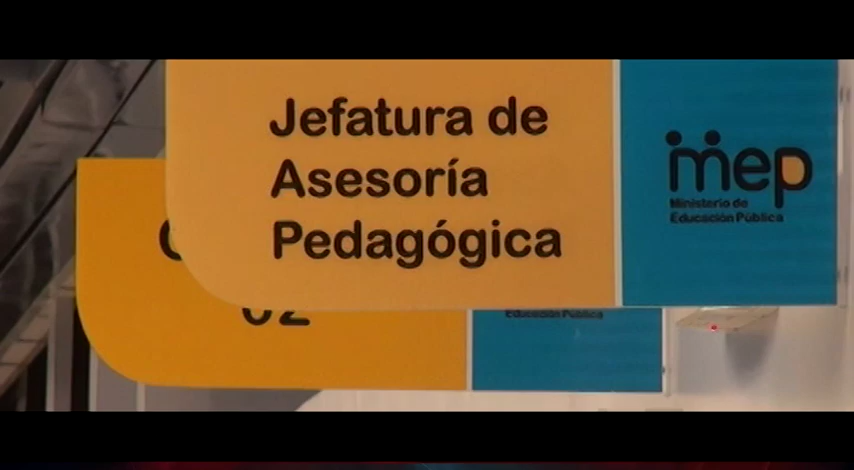 Jefatura de
Asesoría
Pedagógica
mep
Ministerio de
Educación Pública
02
Educación Pública